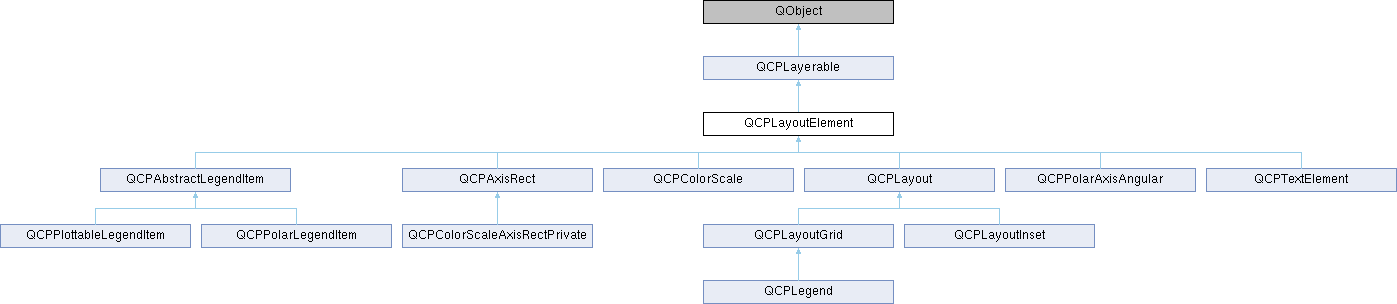 QObject
QCPLayerable
QCPLayoutElement
QCPAbstractLegendItem
QCPAxisRect
QCPColorScale
QCPLayout
QCPPolarAxisAngular
QCPTextElement
QCPPlottableLegendItem
QCPPolarLegendItem
QCPColorScaleAxisRectPrivate
QCPLayoutGrid
QCPLayoutInset
QCPLegend